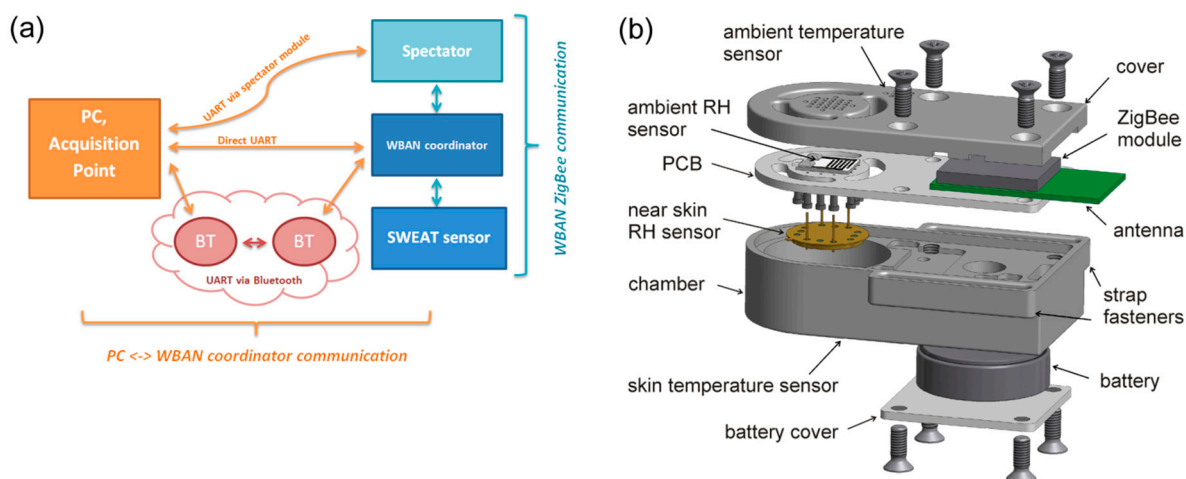 (a)
Spectator
UART via spectator module
PC,
Acquisition
Point
Direct UART
WBAN coordinator
BT
BT
SWEAT sensor
UART via Bluetooth
WBAN ZigBee communication
PC <-> WBAN coordinator communication
(b)
ambient temperature
sensor
cover
ambient RH
sensor
ZigBee
module
PCB
near skin
RH sensor
antenna
chamber
strap
fasteners
skin temperature sensor
battery
battery cover